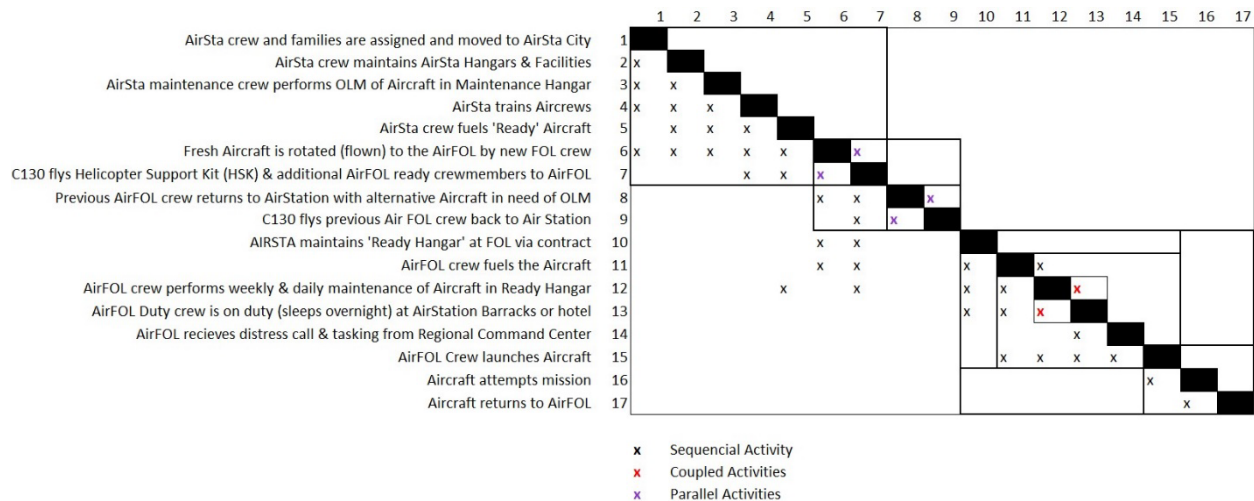 1 2 3 4 5 6 7 8 9 10 11 12 13 14 15 16 17
AirSta crew and families are assigned and moved to AirSta City 1
AirSta crew maintains AirSta Hangars & Facilities 2 x
AirSta maintenance crew performs OLM of Aircraft in Maintenance Hangar 3 x x
AirSta trains Aircrews 4 x x x
AirSta crew fuels 'Ready' Aircraft 5 x x x
Fresh Aircraft is rotated (flown) to the AirFOL by new FOL crew 6 x x x x x x
C130 flys Helicopter Support Kit (HSK) & additional AirFOL ready crewmembers to AirFOL 7 x x x
Previous AirFOL crew returns to AirStation with alternative Aircraft in need of OLM 8 x x x
C130 flys previous Air FOL crew back to Air Station 9 x x
AIRSTA maintains 'Ready Hangar' at FOL via contract 10 x x
AirFOL crew fuels the Aircraft 11 x x x x
AirFOL crew performs weekly & daily maintenance of Aircraft in Ready Hangar 12 x x x x x
AirFOL Duty crew is on duty (sleeps overnight) at AirStation Barracks or hotel 13 x x x
AirFOL recieves distress call & tasking from Regional Command Center 14 x
AirFOL Crew launches Aircraft 15 x x x x
Aircraft attempts mission 16 x
Aircraft returns to AirFOL 17 x
x Sequencial Activity
x Coupled Activities
x Parallel Activities